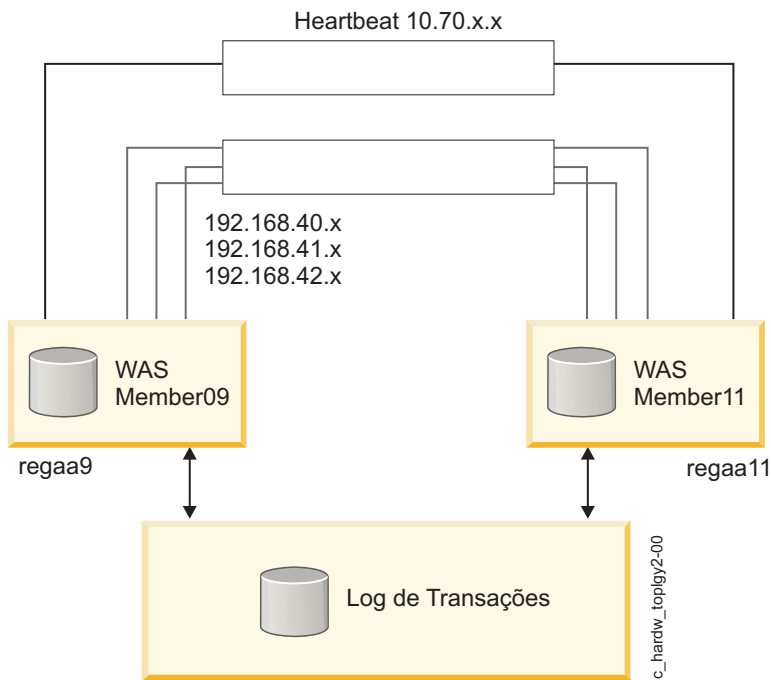 Heartbeat 10.70.x.x
192.168.40.x
192.168.41.x
192.168.42.x
WAS
Member09
WAS
Member11
regaa9
regaa11
Log de Transações
c_hardw_toplgy2-00